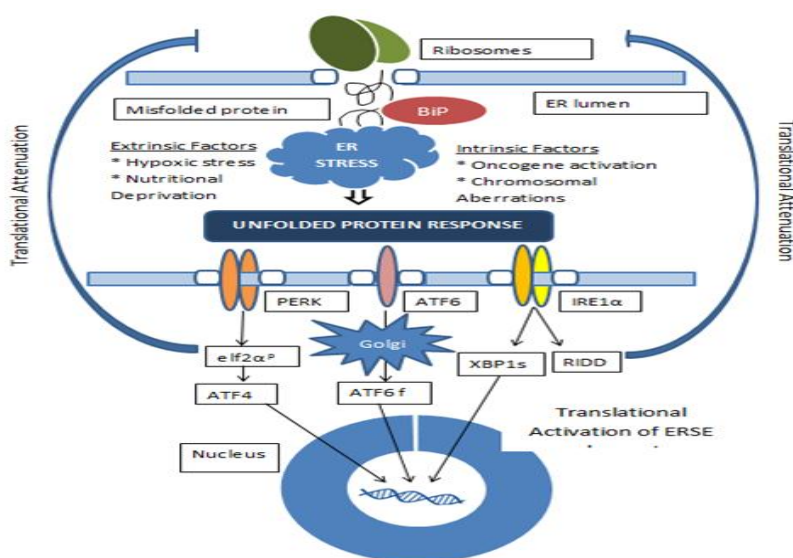 Ribosomes
Misfolded protein
BiP
ER lumen
Extrinsic Factors
* Hypoxic stress
* Nutritional
Deprivation
ER
STRESS
Intrinsic Factors
* Oncogene activation
* Chromosomal
Aberrations
Translational Attenuation
Translational Attenuation
UNFOLDED PROTEIN RESPONSE
PERK
ATF6
IRE1α
eIf2αᵖ
Golgi
XBP1s
RIDD
ATF4
ATF6 f
Translational
Activation of ERSE
Nucleus